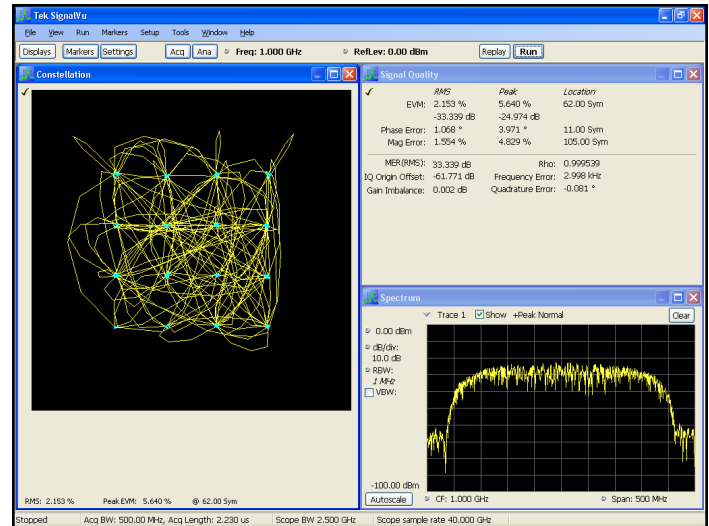 Tek SignalVu
File View Run Markers Setup Tools Window Help
Displays Markers Settings Acq Ana Freq: 1.000 GHz RefLev: 0.00 dBm Replay Run
Constellation
RMS: 2.153 % Peak EVM: 5.640 % @ 62.00 Sym
Signal Quality
RMS Peak Location
EVM: 2.153 % 5.640 % 62.00 Sym
-33.339 dB -24.974 dB
Phase Error: 1.068 ° 3.971 ° 11.00 Sym
Mag Error: 1.554 % 4.829 % 105.00 Sym
MER(RMS): 33.339 dB Rho: 0.999539
IQ Origin Offset: -61.771 dB Frequency Error: 2.998 kHz
Gain Imbalance: 0.002 dB Quadrature Error: -0.081 °
Spectrum
Trace 1 Show +Peak Normal Clear
0.00 dBm
dB/div:
10.0 dB
RBW:
1 MHz
VBW:
-100.00 dBm
Autoscale CF: 1.000 GHz Span: 500 MHz
Stopped Acq BW: 500.00 MHz, Acq Length: 2.230 us Scope BW 2.500 GHz Scope sample rate 40.000 GHz